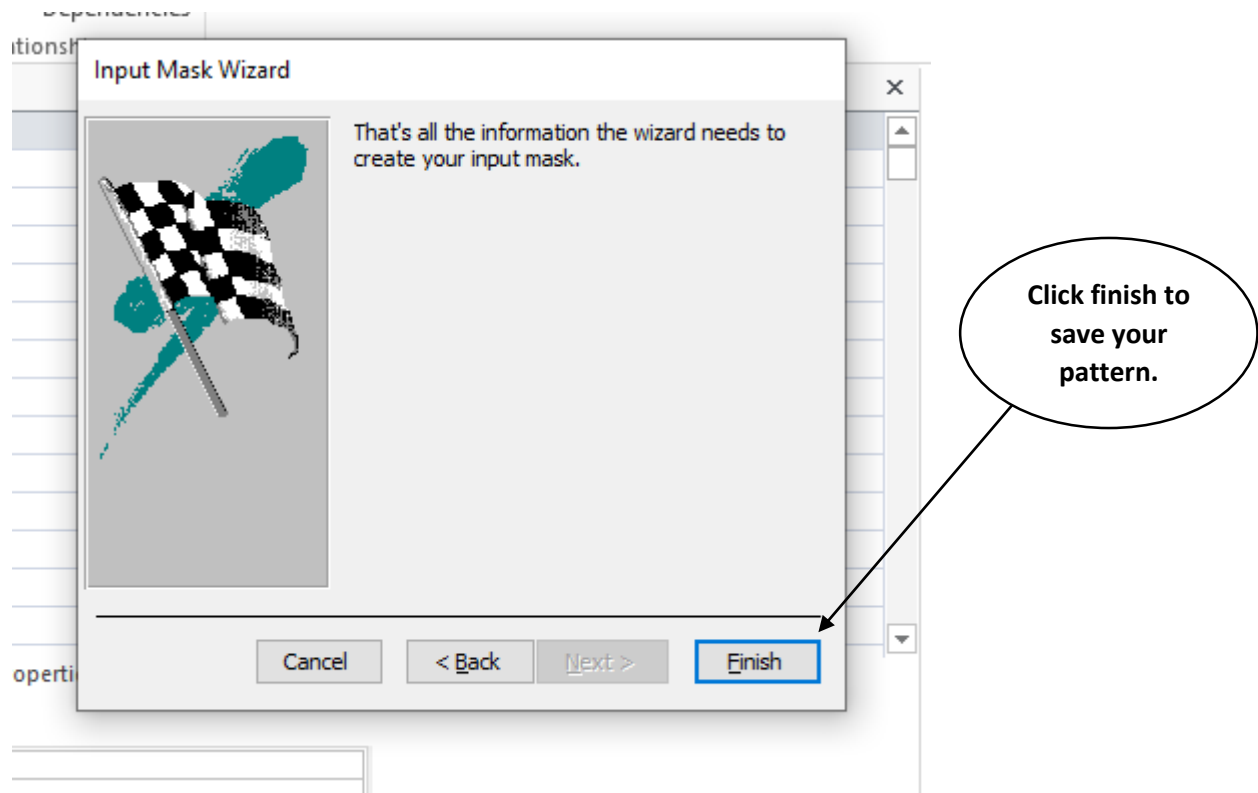 Input Mask Wizard
That's all the information the wizard needs to
create your input mask.
Click finish to
save your
pattern.
Cancel
< Back
Next >
Finish